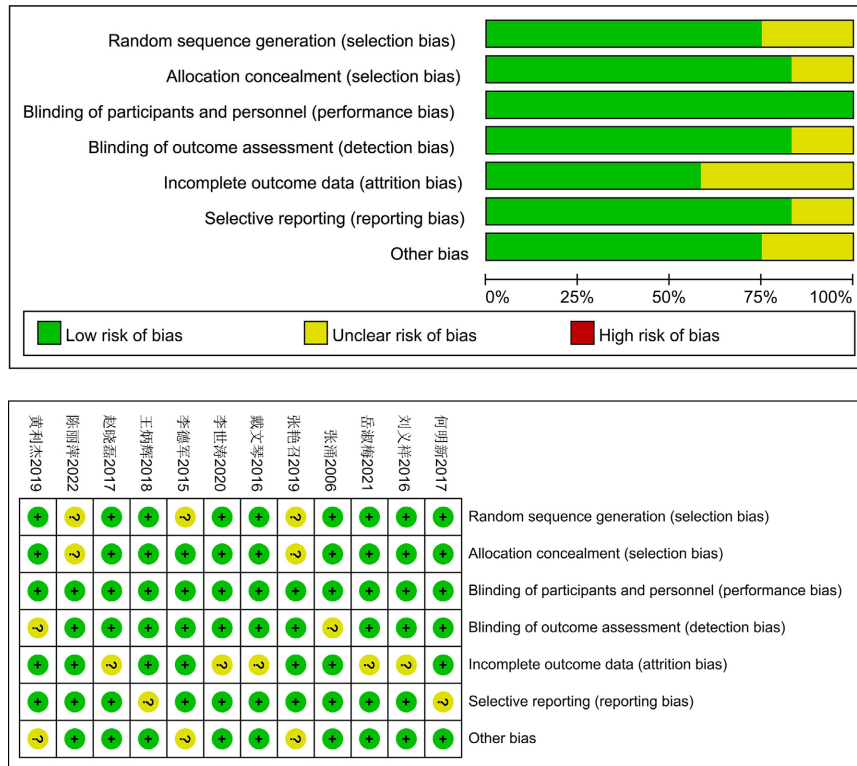 Random sequence generation (selection bias)
Allocation concealment (selection bias)
Blinding of participants and personnel (performance bias)
Blinding of outcome assessment (detection bias)
Incomplete outcome data (attrition bias)
Selective reporting (reporting bias)
Other bias
0% 25% 50% 75% 100%
Low risk of bias Unclear risk of bias High risk of bias
黄利杰2019
陈丽萍2022
赵晓磊2017
王炳辉2018
李德军2015
李世涛2020
戴文琴2016
张艳召2019
张涌2006
岳淑梅2021
刘义祥2016
何明新2017
+ ? + + ? + + ? + + + + Random sequence generation (selection bias)
+ ? + + + + + ? + + + + Allocation concealment (selection bias)
+ + + + + + + + + + + + Blinding of participants and personnel (performance bias)
? + + + + + + + ? + + + Blinding of outcome assessment (detection bias)
+ + ? + + ? ? + + ? ? + Incomplete outcome data (attrition bias)
+ + + ? + + + + + + + ? Selective reporting (reporting bias)
? + + + ? + + ? + + + + Other bias